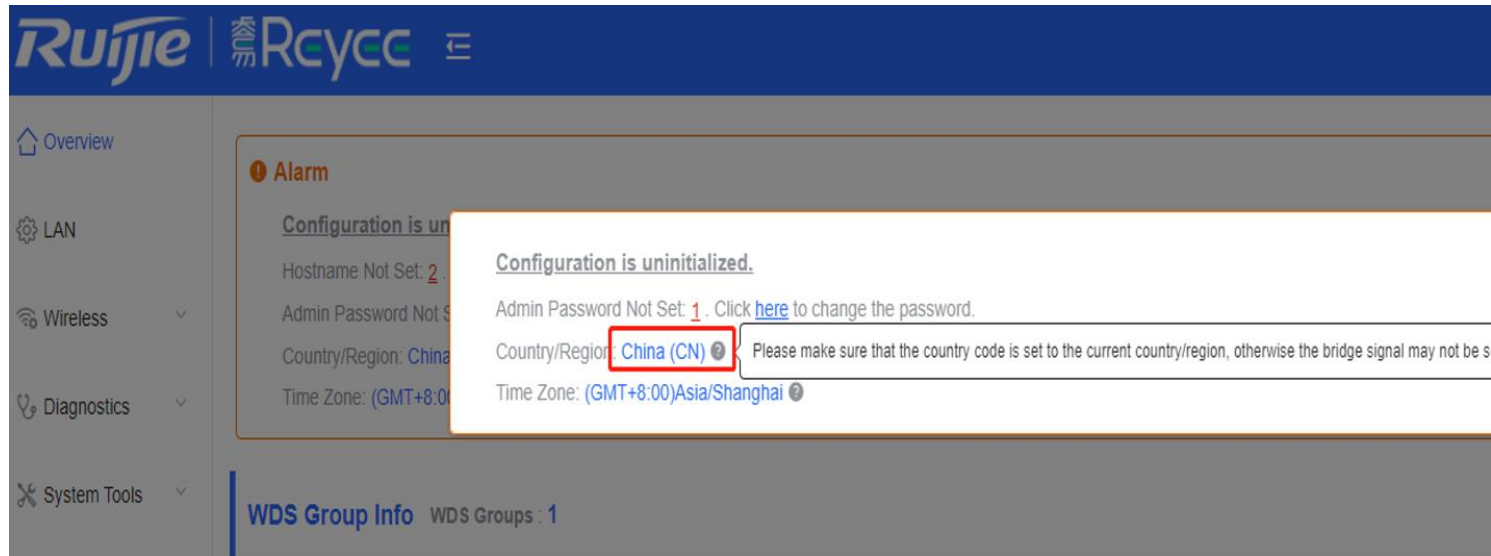 Ruijie 睿易 Reyee
Overview
Alarm
LAN
Configuration is un
Hostname Not Set: 2 .
Configuration is uninitialized.
Wireless
Admin Password Not S
Admin Password Not Set: 1 . Click here to change the password.
Country/Region: China
Country/Region: China (CN)
Please make sure that the country code is set to the current country/region, otherwise the bridge signal may not be s
Diagnostics
Time Zone: (GMT+8:00
Time Zone: (GMT+8:00)Asia/Shanghai
System Tools
WDS Group Info WDS Groups : 1